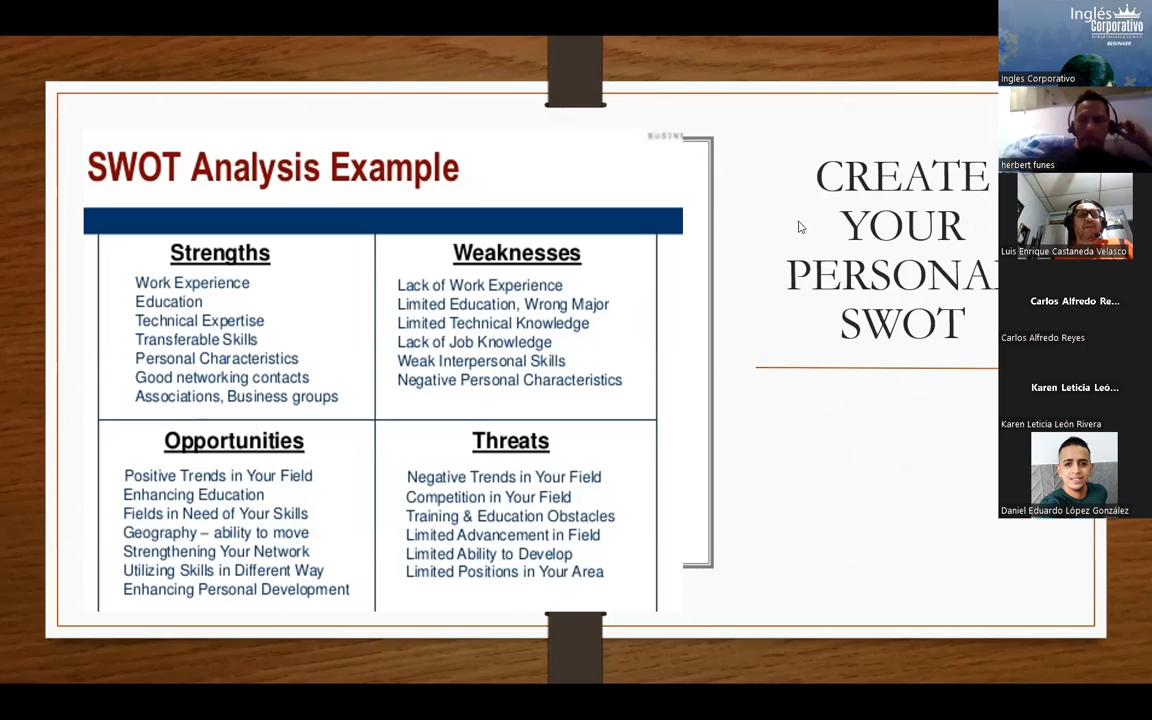 SWOT Analysis Example
Strengths
Work Experience
Education
Technical Expertise
Transferable Skills
Personal Characteristics
Good networking contacts
Associations, Business groups
Weaknesses
Lack of Work Experience
Limited Education, Wrong Major
Limited Technical Knowledge
Lack of Job Knowledge
Weak Interpersonal Skills
Negative Personal Characteristics
Opportunities
Positive Trends in Your Field
Enhancing Education
Fields in Need of Your Skills
Geography – ability to move
Strengthening Your Network
Utilizing Skills in Different Way
Enhancing Personal Development
Threats
Negative Trends in Your Field
Competition in Your Field
Training & Education Obstacles
Limited Advancement in Field
Limited Ability to Develop
Limited Positions in Your Area
BUSIN
CREATE
YOUR
PERSONA
SWOT
Inglés
Corporativo
BEGINNER
Ingles Corporativo
herbert funes
Luis Enrique Castaneda Velasco
Carlos Alfredo Re...
Carlos Alfredo Reyes
Karen Leticia Leó...
Karen Leticia León Rivera
Daniel Eduardo López González